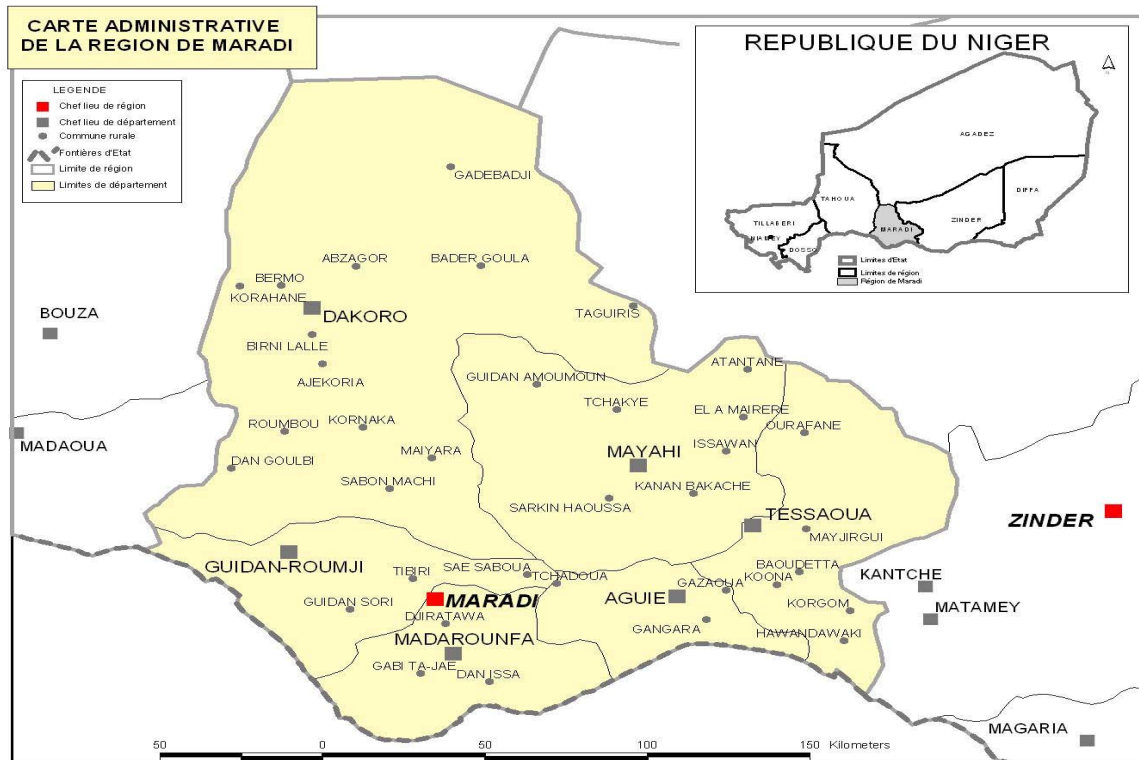 CARTE ADMINISTRATIVE
DE LA REGION DE MARADI
LEGENDE
Chef lieu de région
Chef lieu de département
Commune rurale
Fontières d'Etat
Limite de région
Limites de département
REPUBLIQUE DU NIGER
AGADEZ
TAHOUA
DIFFA
TILLABERI
ZINDER
MARADI
NIAMEY
DOSSO
Limites d'Etat
Limites de région
Région de Maradi
GADEBADJI
ABZAGOR
BADER GOULA
BERMO
KORAHANE
DAKORO
TAGUIRIS
BOUZA
BIRNI LALLE
AJEKORIA
ATANTANE
GUIDAN AMOUMOUN
TCHAKYE
EL A MAIRERE
ROUMBOU
KORNAKA
OURAFANE
MADAOUA
MAIYARA
MAYAHI
ISSAWAN
DAN GOULBI
SABON MACHI
KANAN BAKACHE
SARKIN HAOUSSA
TESSAOUA
ZINDER
MAYJIRGUI
GUIDAN-ROUMJI
TIBIRI
SAE SABOUA
TCHADOUA
BAOUDETTA
KOONA
GAZAOUA
KANTCHE
GUIDAN SORI
MARADI
AGUIE
KORGOM
MATAMEY
DJIRATAWA
GANGARA
HAWANDAWAKI
MADAROUNFA
GABI TA-JAE
DAN ISSA
MAGARIA
50 0 50 100 150 Kilometers